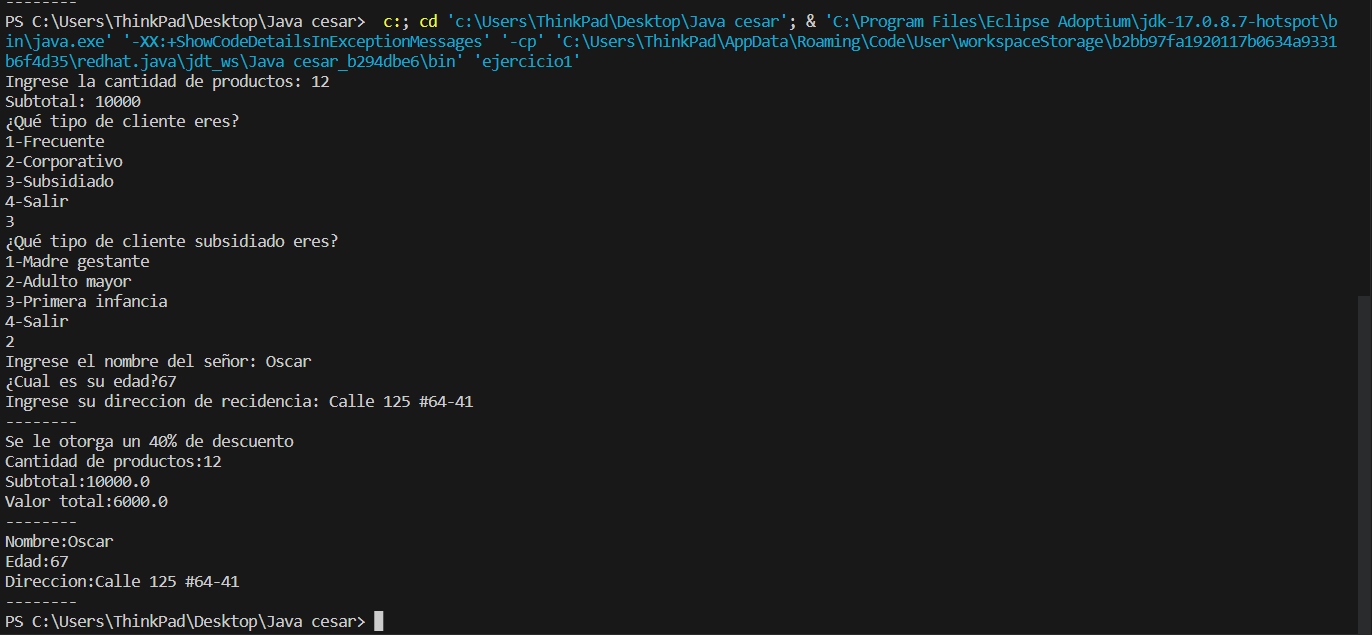 --------
PS C:\Users\ThinkPad\Desktop\Java cesar>  c:; cd 'c:\Users\ThinkPad\Desktop\Java cesar'; & 'C:\Program Files\Eclipse Adoptium\jdk-17.0.8.7-hotspot\b
in\java.exe' '-XX:+ShowCodeDetailsInExceptionMessages' '-cp' 'C:\Users\ThinkPad\AppData\Roaming\Code\User\workspaceStorage\b2bb97fa1920117b0634a9331
b6f4d35\redhat.java\jdt_ws\Java cesar_b294dbe6\bin' 'ejercicio1'
Ingrese la cantidad de productos: 12
Subtotal: 10000
¿Qué tipo de cliente eres?
1-Frecuente
2-Corporativo
3-Subsidiado
4-Salir
3
¿Qué tipo de cliente subsidiado eres?
1-Madre gestante
2-Adulto mayor
3-Primera infancia
4-Salir
2
Ingrese el nombre del señor: Oscar
¿Cual es su edad?67
Ingrese su direccion de recidencia: Calle 125 #64-41
--------
Se le otorga un 40% de descuento
Cantidad de productos:12
Subtotal:10000.0
Valor total:6000.0
--------
Nombre:Oscar
Edad:67
Direccion:Calle 125 #64-41
--------
PS C:\Users\ThinkPad\Desktop\Java cesar>